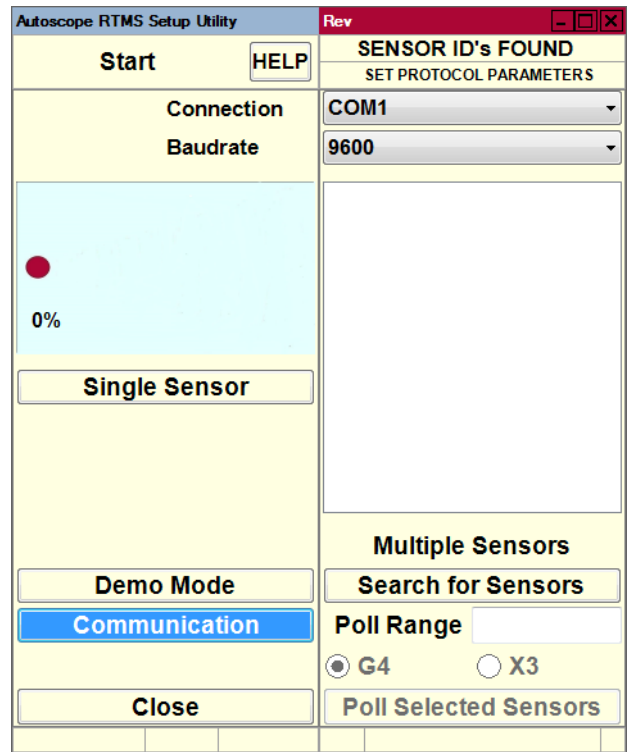 Autoscope RTMS Setup Utility
Rev
Start
HELP
SENSOR ID's FOUND
SET PROTOCOL PARAMETERS
Connection
COM1
Baudrate
9600
0%
Single Sensor
Multiple Sensors
Demo Mode
Search for Sensors
Communication
Poll Range
G4
X3
Close
Poll Selected Sensors